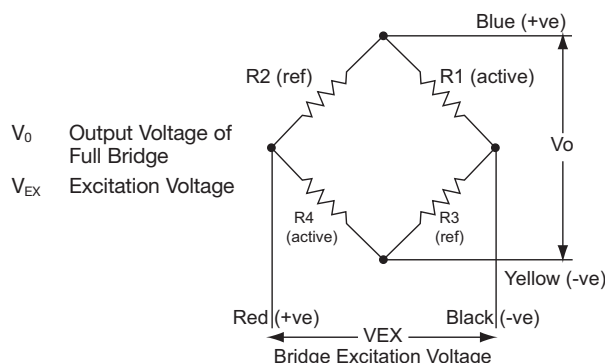 Blue (+ve)
R2 (ref)
R1 (active)
V0 Output Voltage of
Full Bridge
VEX Excitation Voltage
Vo
R4
(active)
R3
(ref)
Yellow (-ve)
Red (+ve)
Black (-ve)
VEX
Bridge Excitation Voltage